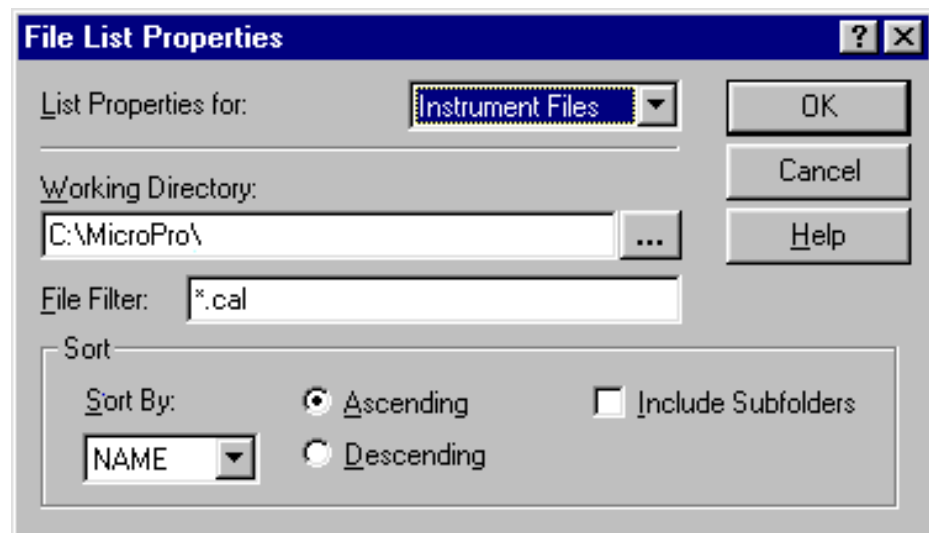 File List Properties
? X
List Properties for: Instrument Files
OK
Cancel
Help
Working Directory:
C:\MicroPro\ ...
File Filter: *.cal
Sort
Sort By: Ascending Include Subfolders
NAME Descending